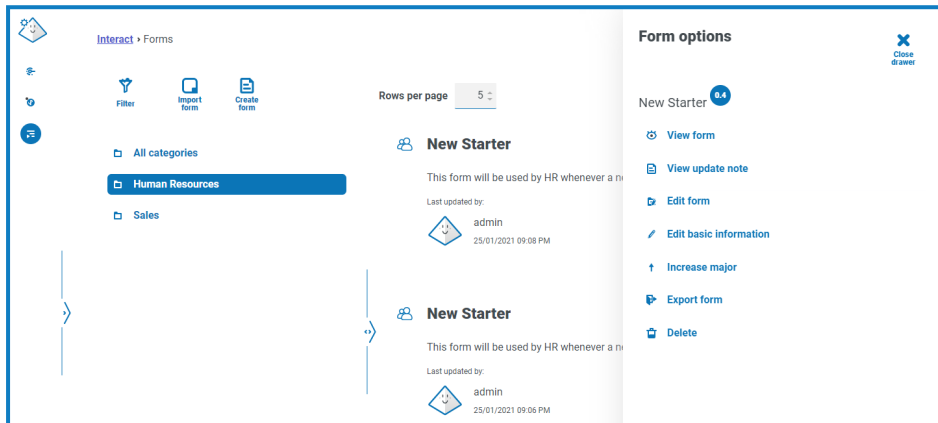 Interact › Forms
Filter
Import
form
Create
form
All categories
Human Resources
Sales
Rows per page 5
New Starter
This form will be used by HR whenever a
Last updated by:
admin
25/01/2021 09:08 PM
New Starter
This form will be used by HR whenever a
Last updated by:
admin
25/01/2021 09:06 PM
Form options
Close
drawer
New Starter 0.4
View form
View update note
Edit form
Edit basic information
Increase major
Export form
Delete